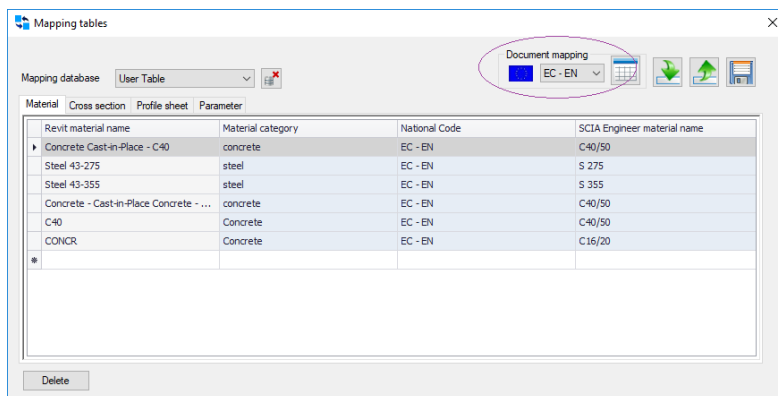 Mapping tables
Document mapping
Mapping database User Table EC - EN
Material Cross section Profile sheet Parameter
Revit material name Material category National Code SCIA Engineer material name
Concrete Cast-in-Place - C40 concrete EC - EN C40/50
Steel 43-275 steel EC - EN S 275
Steel 43-355 steel EC - EN S 355
Concrete - Cast-in-Place Concrete - ... concrete EC - EN C40/50
C40 Concrete EC - EN C40/50
CONCR Concrete EC - EN C16/20
Delete